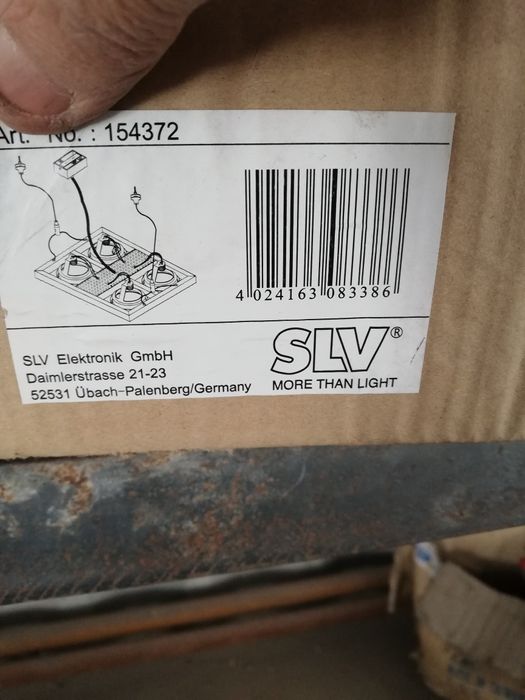 Art. No. : 154372
4 024163 083386
SLV Elektronik GmbH
Daimlerstrasse 21-23
52531 Übach-Palenberg/Germany
SLV®
MORE THAN LIGHT